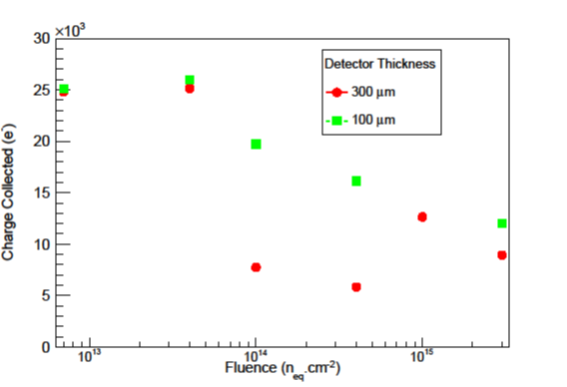 ×10³
30
25
20
15
10
5
0
Charge Collected (e⁻)
Detector Thickness
300 μm
100 μm
10¹³
10¹⁴
10¹⁵
Fluence (n_eq.cm⁻²)